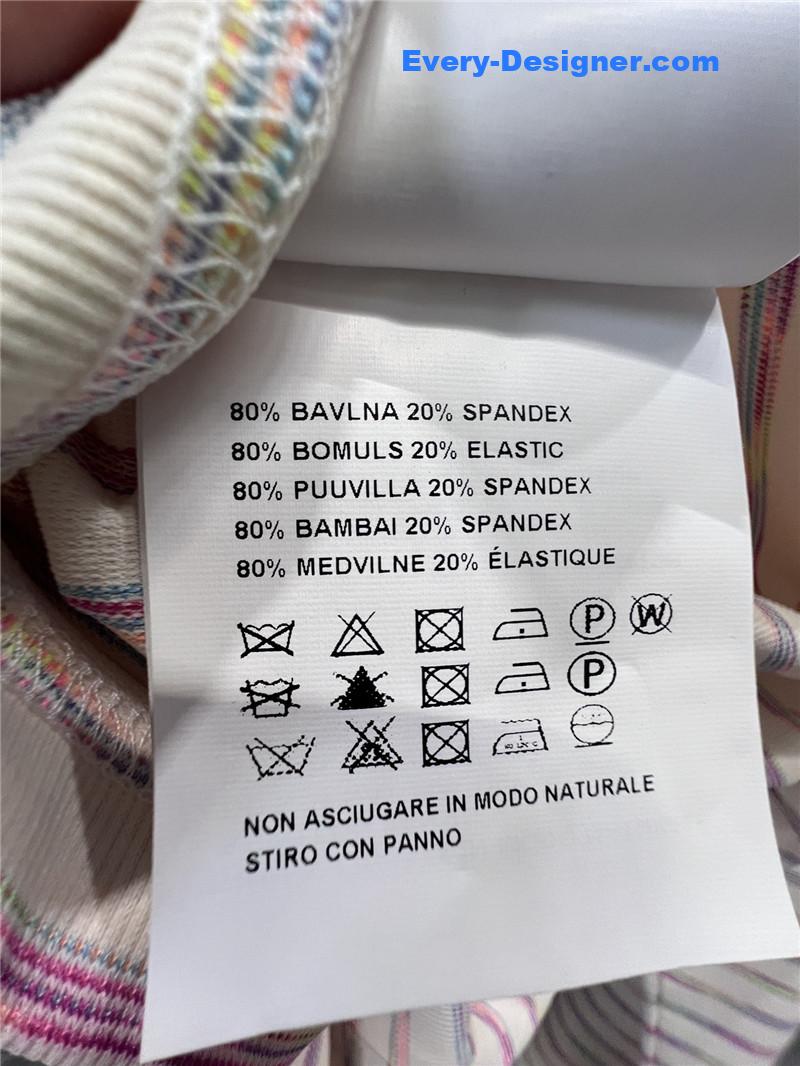 Every-Designer.com
80% BAVLNA 20% SPANDEX
80% BOMULS 20% ELASTIC
80% PUUVILLA 20% SPANDEX
80% BAMBAI 20% SPANDEX
80% MEDVILNE 20% ÉLASTIQUE
P W
P
NON ASCIUGARE IN MODO NATURALE
STIRO CON PANNO